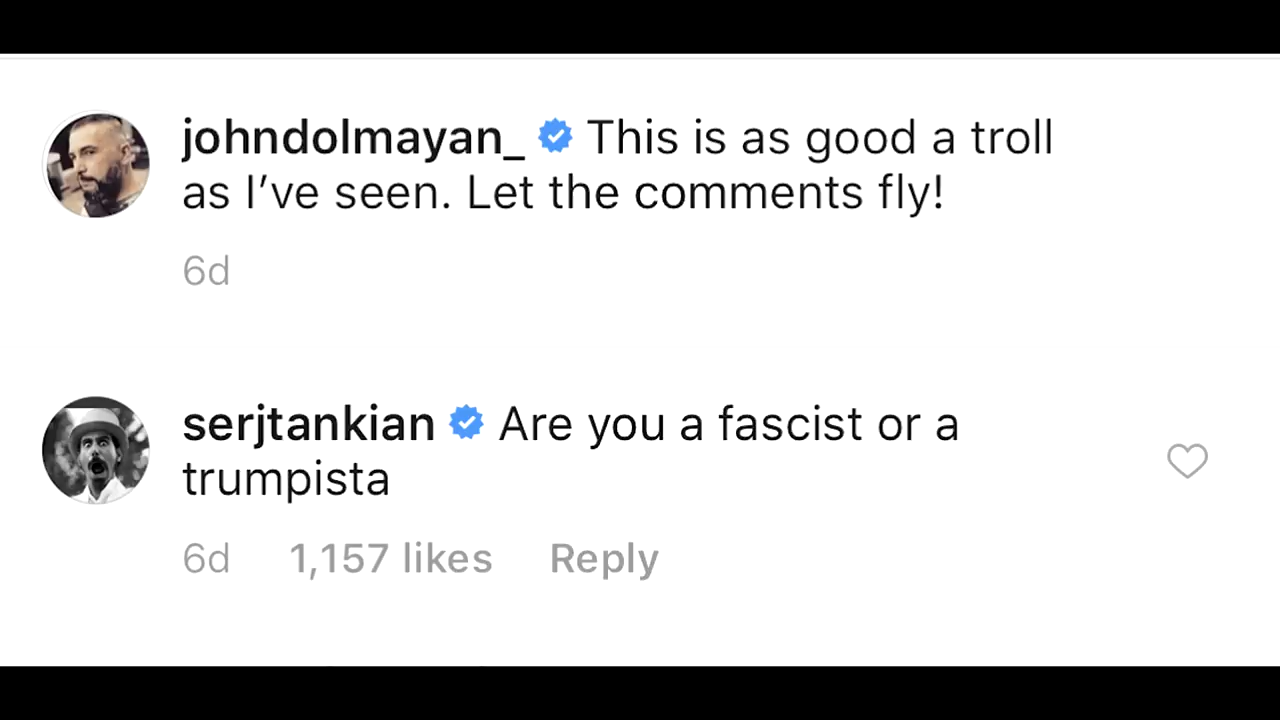 johndolmayan_ This is as good a troll
as I’ve seen. Let the comments fly!
6d
serjtankian Are you a fascist or a
trumpista
6d 1,157 likes Reply